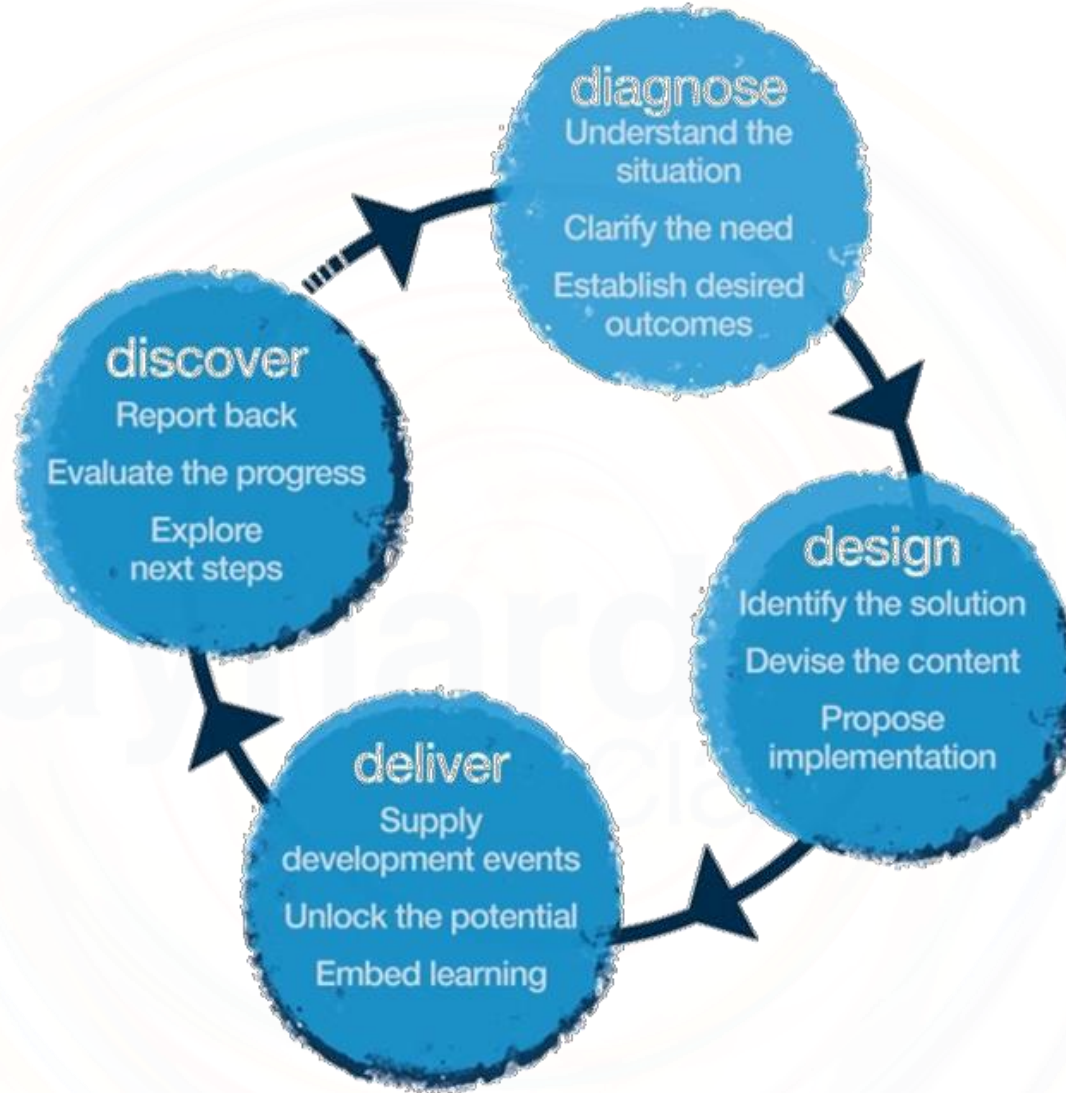 diagnose
Understand the
situation
Clarify the need
Establish desired
outcomes
design
Identify the solution
Devise the content
Propose
implementation
deliver
Supply
development events
Unlock the potential
Embed learning
discover
Report back
Evaluate the progress
Explore
next steps